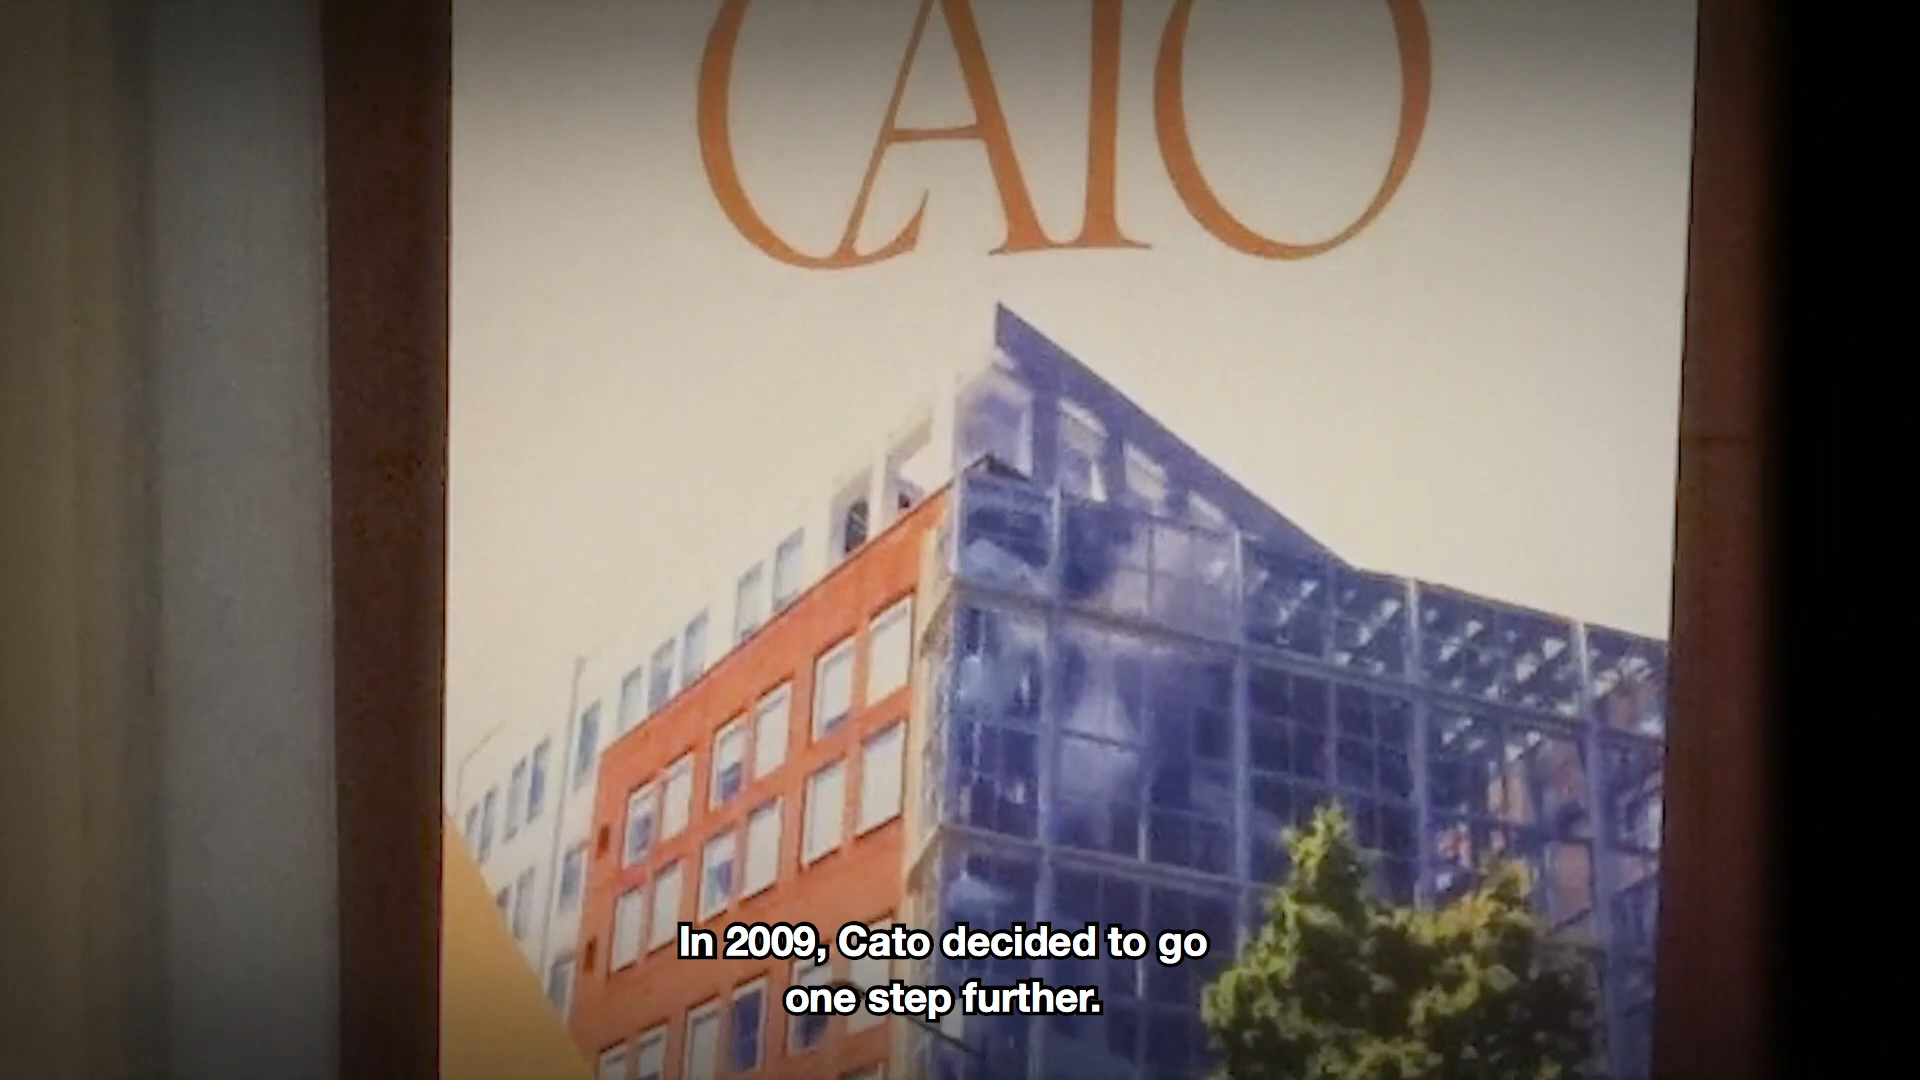 CATO
In 2009, Cato decided to go
one step further.